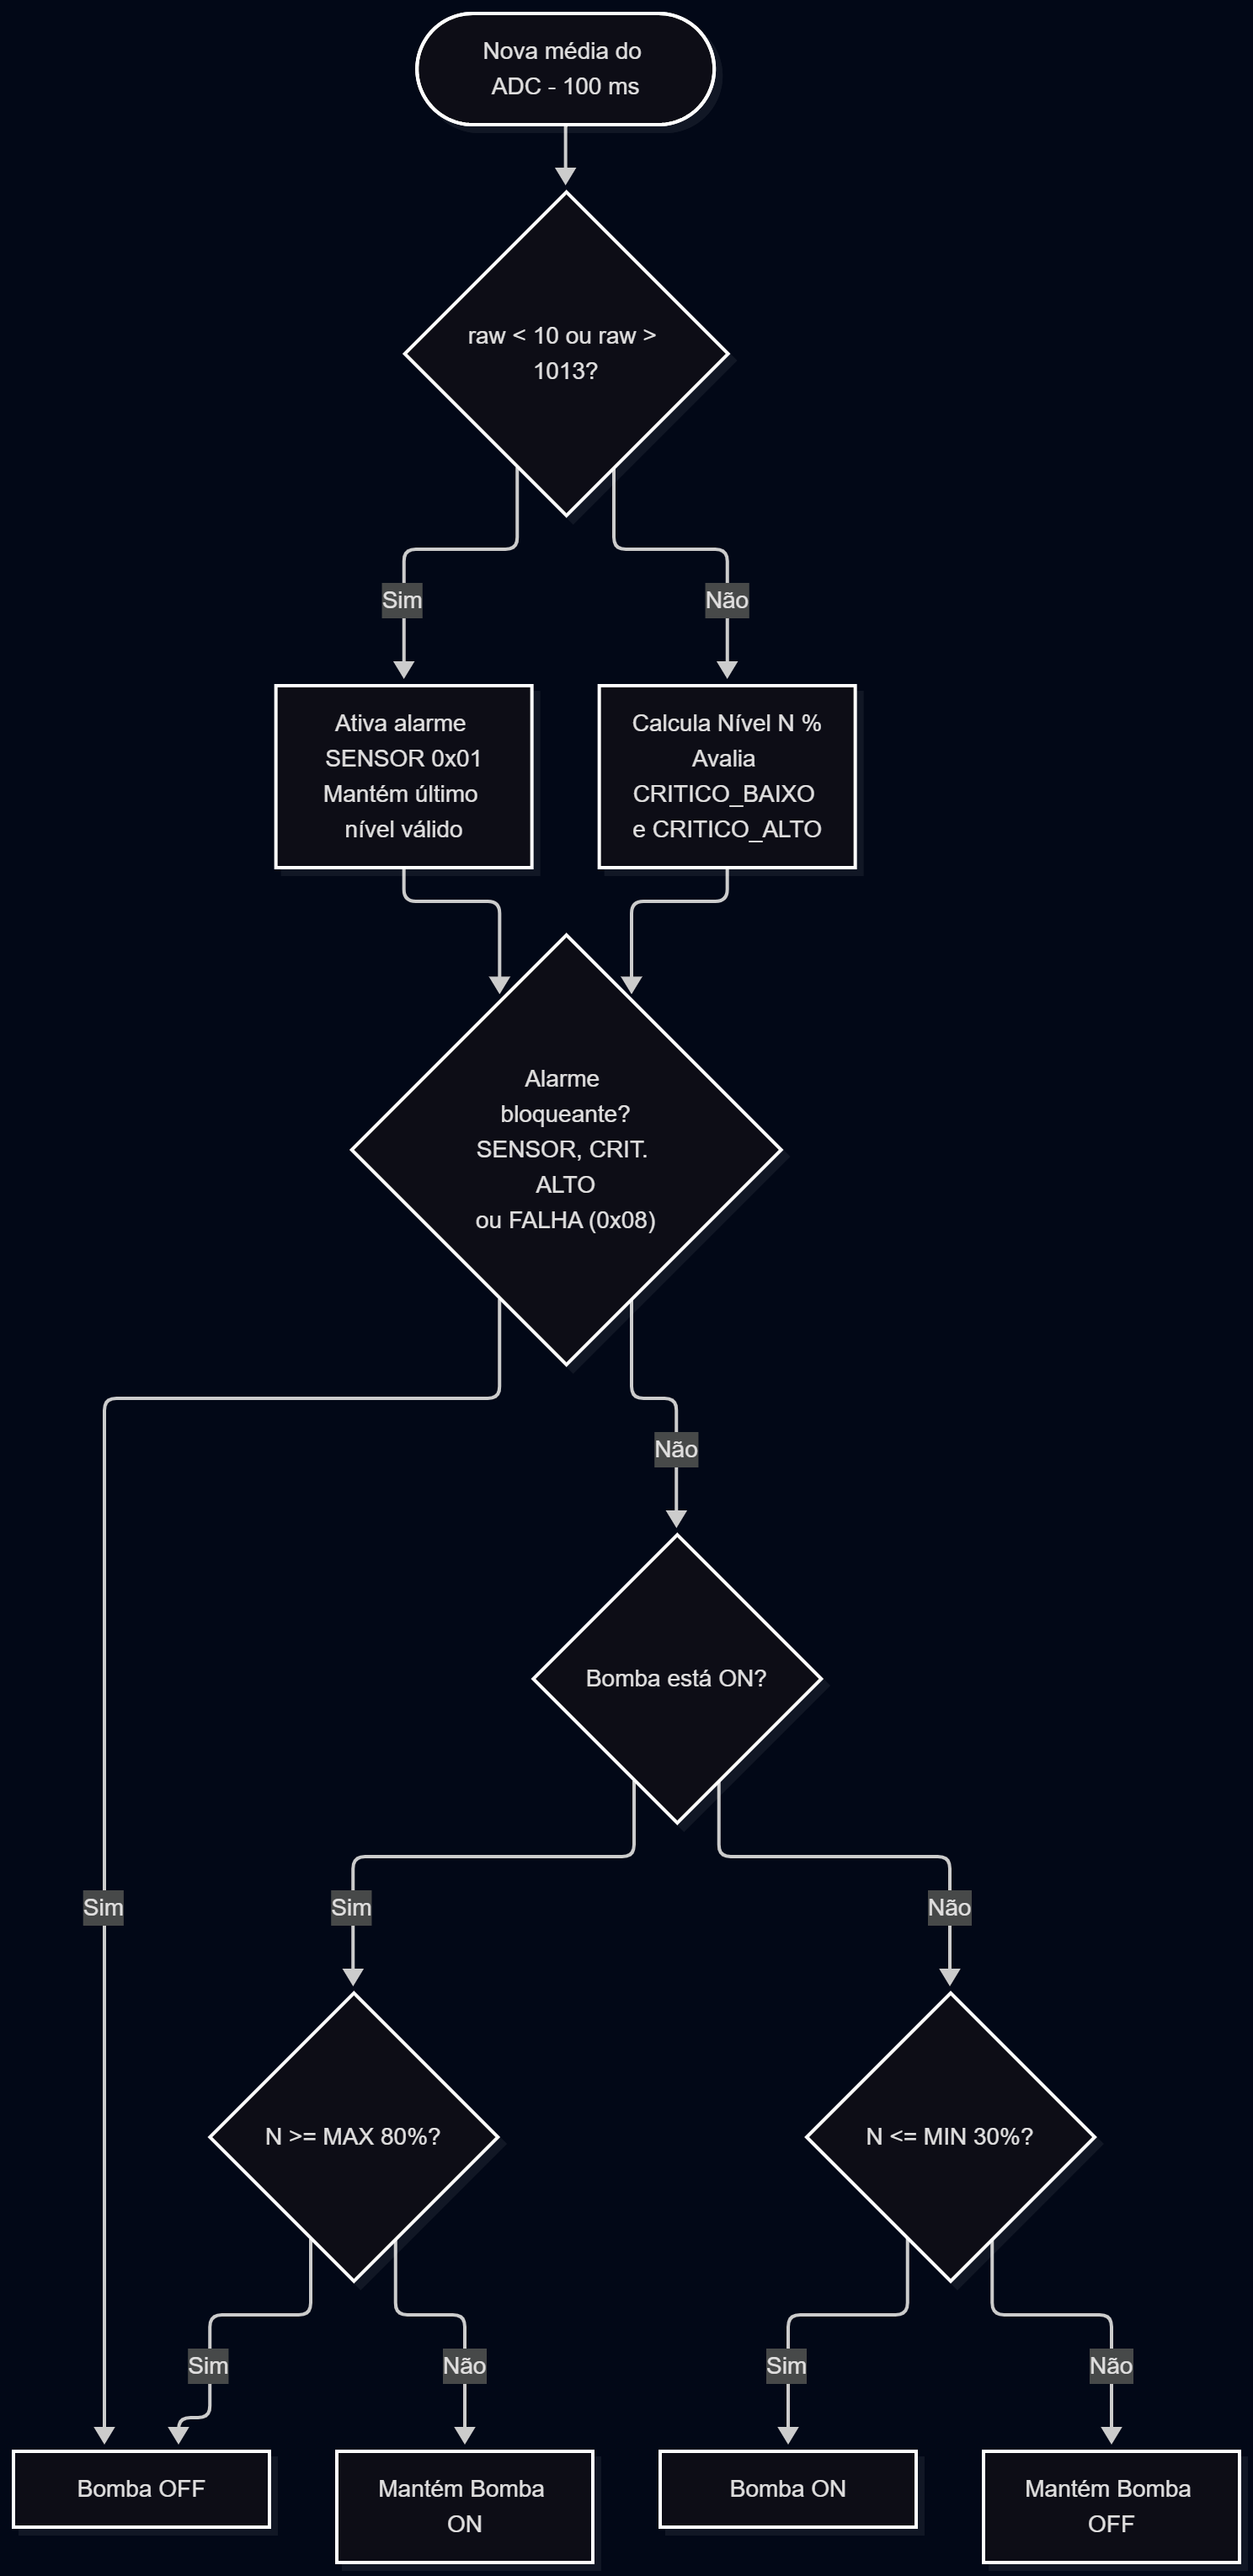 Nova média do
ADC - 100 ms
raw < 10 ou raw >
1013?
Sim
Não
Ativa alarme
SENSOR 0x01
Mantém último
nível válido
Calcula Nível N %
Avalia
CRITICO_BAIXO
e CRITICO_ALTO
Alarme
bloqueante?
SENSOR, CRIT.
ALTO
ou FALHA (0x08)
Não
Bomba está ON?
Sim
Sim
Não
N >= MAX 80%?
N <= MIN 30%?
Sim
Não
Sim
Não
Bomba OFF
Mantém Bomba
ON
Bomba ON
Mantém Bomba
OFF